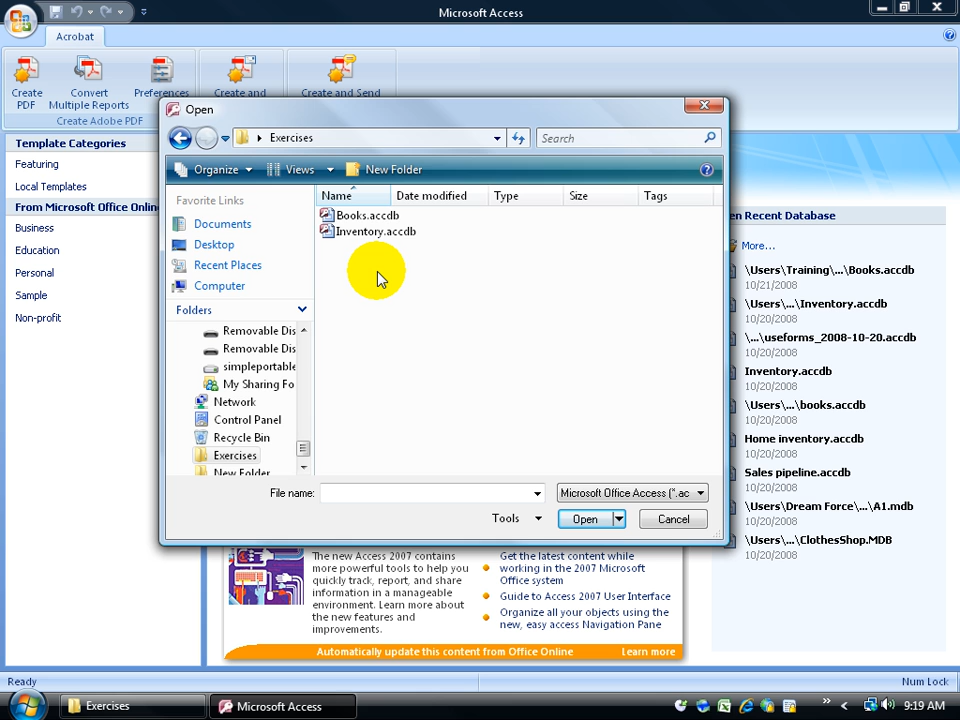 Microsoft Access
Acrobat
Create PDF
Convert Multiple Reports
Preferences
Create and
Create and Send
Create Adobe PDF
Template Categories
Featuring
Local Templates
From Microsoft Office Onlin
Business
Education
Personal
Sample
Non-profit
Open
Exercises
Search
Organize
Views
New Folder
Favorite Links
Documents
Desktop
Recent Places
Computer
Folders
Removable Dis
Removable Dis
simpleportable
My Sharing Fo
Network
Control Panel
Recycle Bin
Exercises
New Folder
Name
Date modified
Type
Size
Tags
Books.accdb
Inventory.accdb
File name:
Microsoft Office Access (*.ac
Tools
Open
Cancel
en Recent Database
More...
\Users\Training\...\Books.accdb
10/21/2008
\Users\...\Inventory.accdb
10/20/2008
\...\useforms_2008-10-20.accdb
10/20/2008
Inventory.accdb
10/20/2008
\Users\...\books.accdb
10/20/2008
Home inventory.accdb
10/20/2008
Sales pipeline.accdb
10/20/2008
\Users\Dream Force\...\A1.mdb
10/20/2008
\Users\...\ClothesShop.MDB
10/20/2008
The new Access 2007 contains
more powerful tools to help you
quickly track, report, and share
information in a manageable
environment. Learn more about
the new features and
improvements.
Get the latest content while
working in the 2007 Microsoft
Office system
Guide to Access 2007 User Interface
Organize all your objects using the
new, easy access Navigation Pane
Automatically update this content from Office Online
Learn more
Ready
Num Lock
Exercises
Microsoft Access
9:19 AM